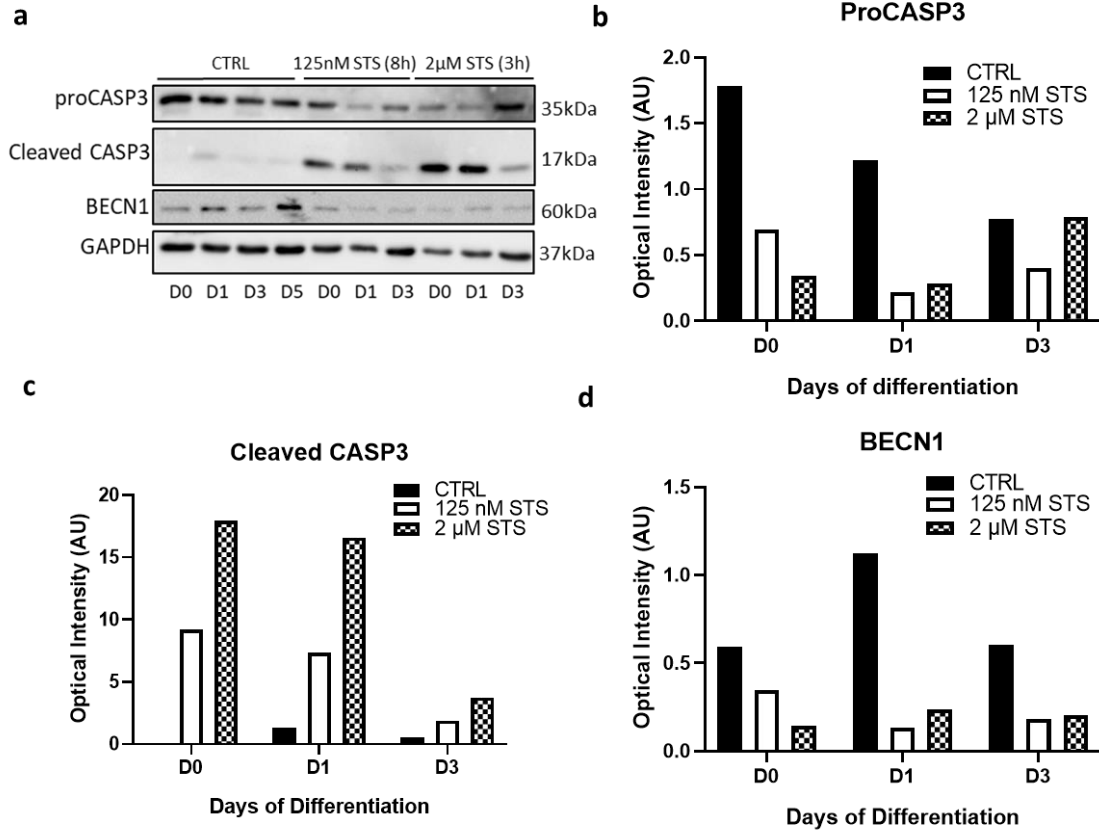 a
CTRL 125nM STS (8h) 2µM STS (3h)
proCASP3 35kDa
Cleaved CASP3 17kDa
BECN1 60kDa
GAPDH 37kDa
D0 D1 D3 D5 D0 D1 D3 D0 D1 D3
b
ProCASP3
CTRL
125 nM STS
2 µM STS
Optical Intensity (AU)
2.0
1.5
1.0
0.5
0.0
D0 D1 D3
Days of differentiation
c
Cleaved CASP3
CTRL
125 nM STS
2 µM STS
Optical Intensity (AU)
20
15
10
5
0
D0 D1 D3
Days of Differentiation
d
BECN1
CTRL
125 nM STS
2 µM STS
Optical Intensity (AU)
1.5
1.0
0.5
0.0
D0 D1 D3
Days of Differentiation